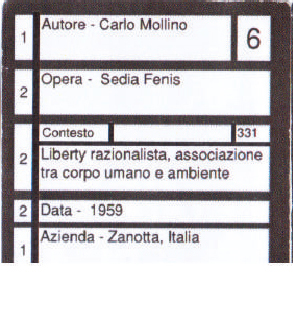 1 Autore - Carlo Mollino 6
2 Opera - Sedia Fenis
Contesto 331
2 Liberty razionalista, associazione
tra corpo umano e ambiente
2 Data - 1959
1 Azienda - Zanotta, Italia